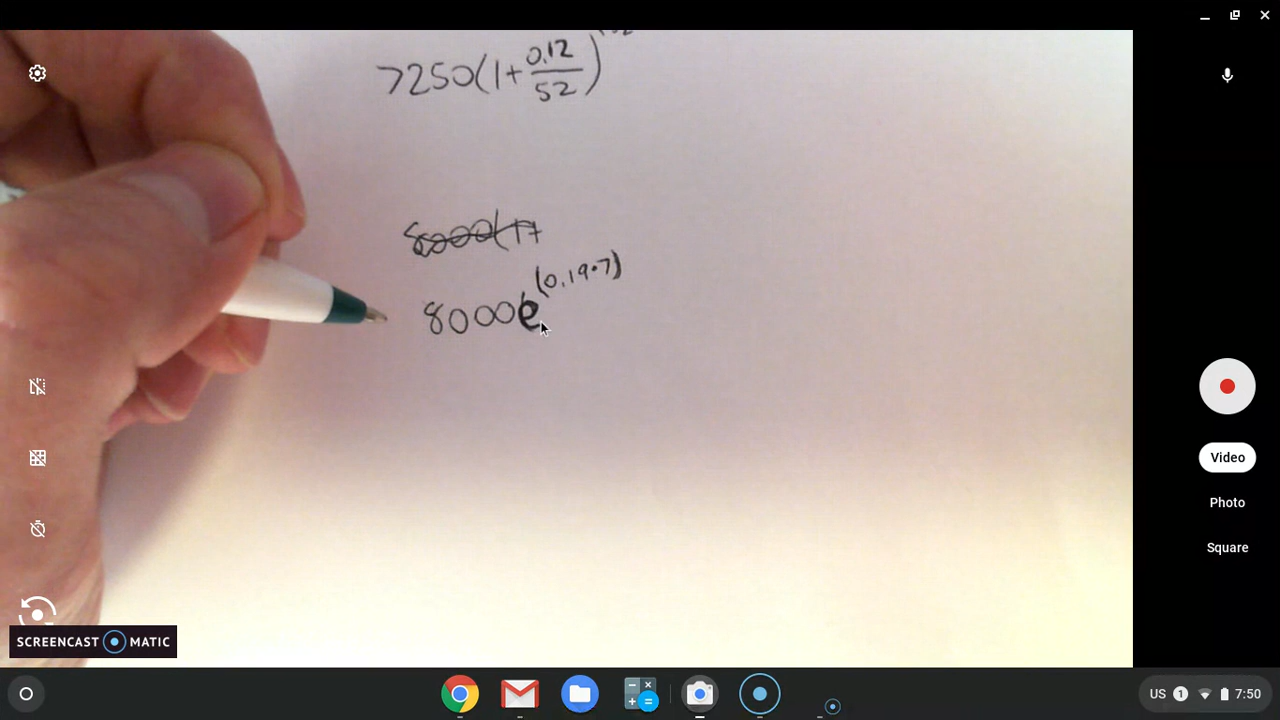 7250(1+0.12/52)
8000(1+
8000e^(0.19·7)
Video
Photo
Square
SCREENCAST MATIC
US 1 7:50